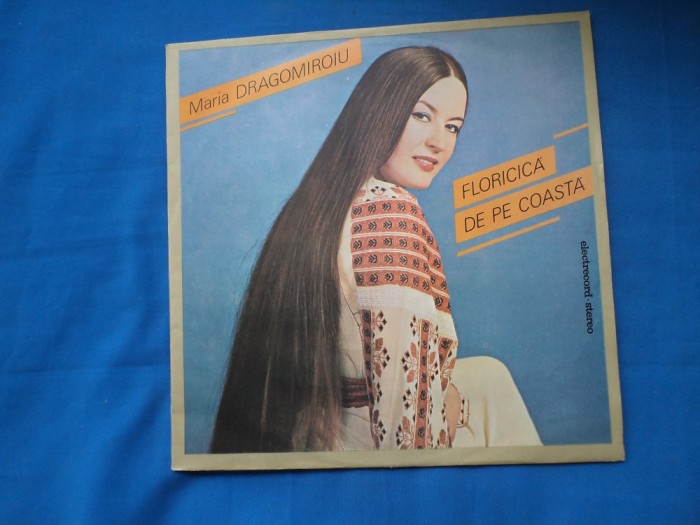 Maria DRAGOMIROIU
FLORICICĂ
DE PE COASTĂ
electrecord stereo